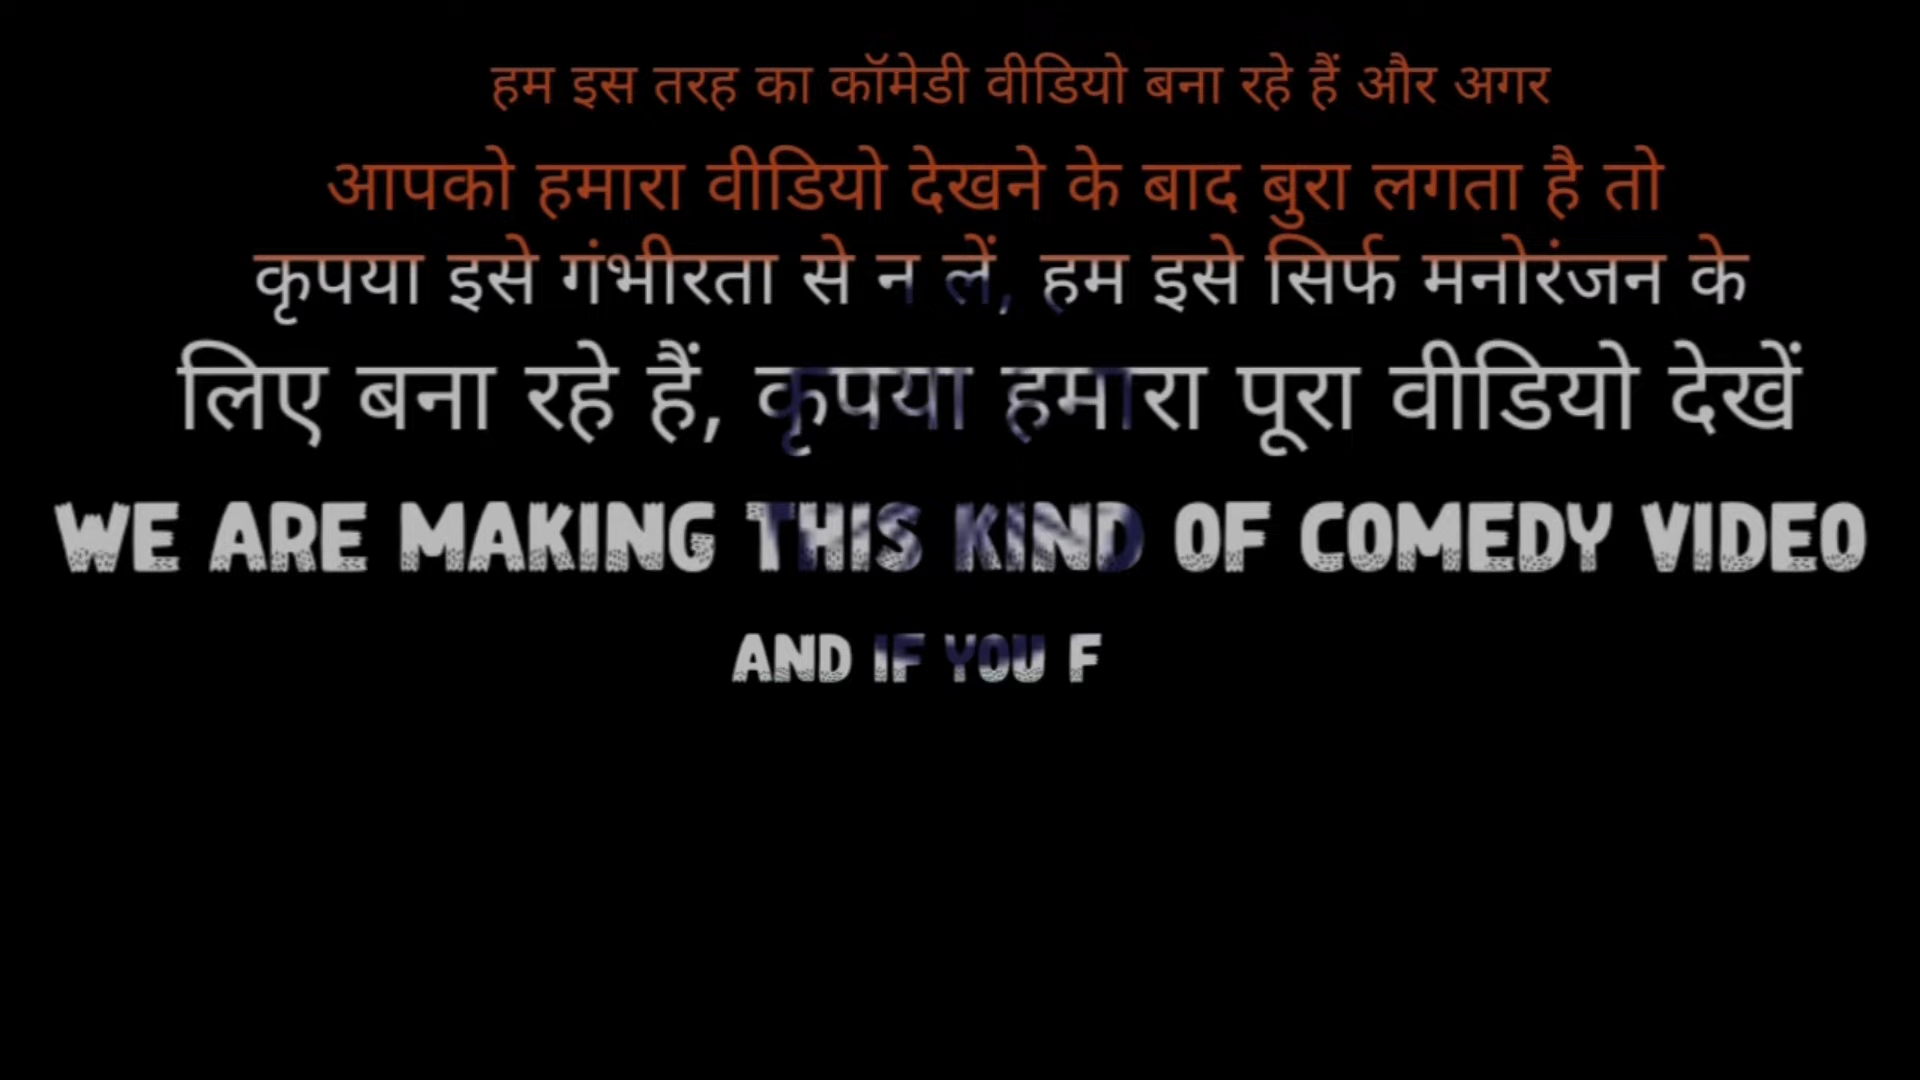 हम इस तरह का कॉमेडी वीडियो बना रहे हैं और अगर
आपको हमारा वीडियो देखने के बाद बुरा लगता है तो
कृपया इसे गंभीरता से न लें, हम इसे सिर्फ मनोरंजन के
लिए बना रहे हैं, कृपया हमारा पूरा वीडियो देखें
WE ARE MAKING THIS KIND OF COMEDY VIDEO
AND IF YOU F